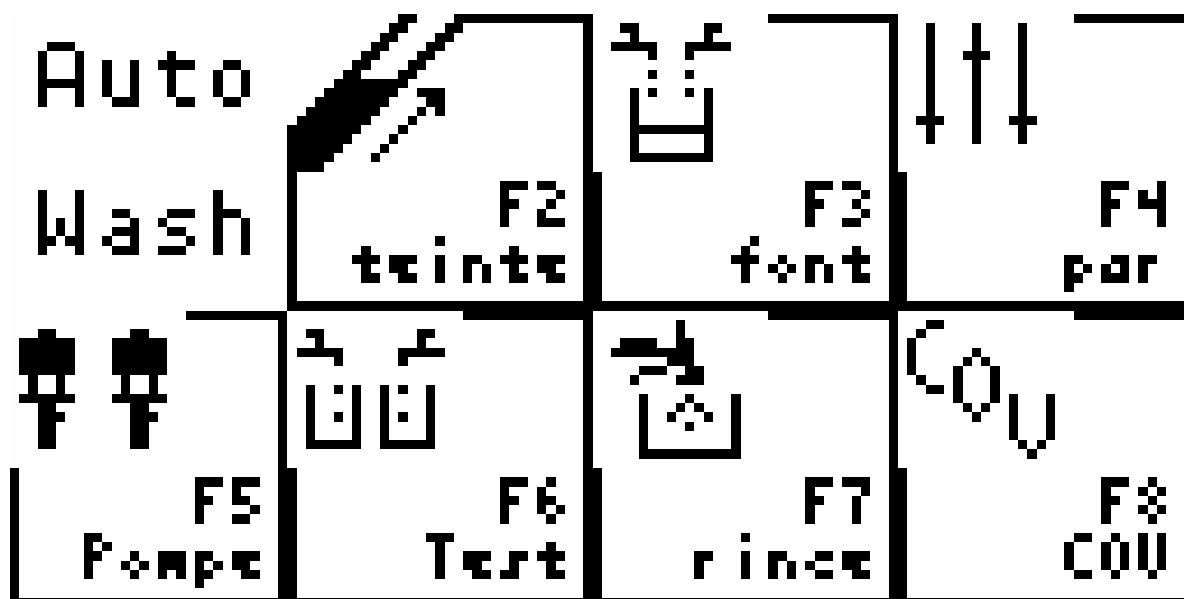 Auto
Wash
F2
teinte
F3
font
F4
par
F5
Pompe
F6
Test
F7
rince
COV
F8
COV